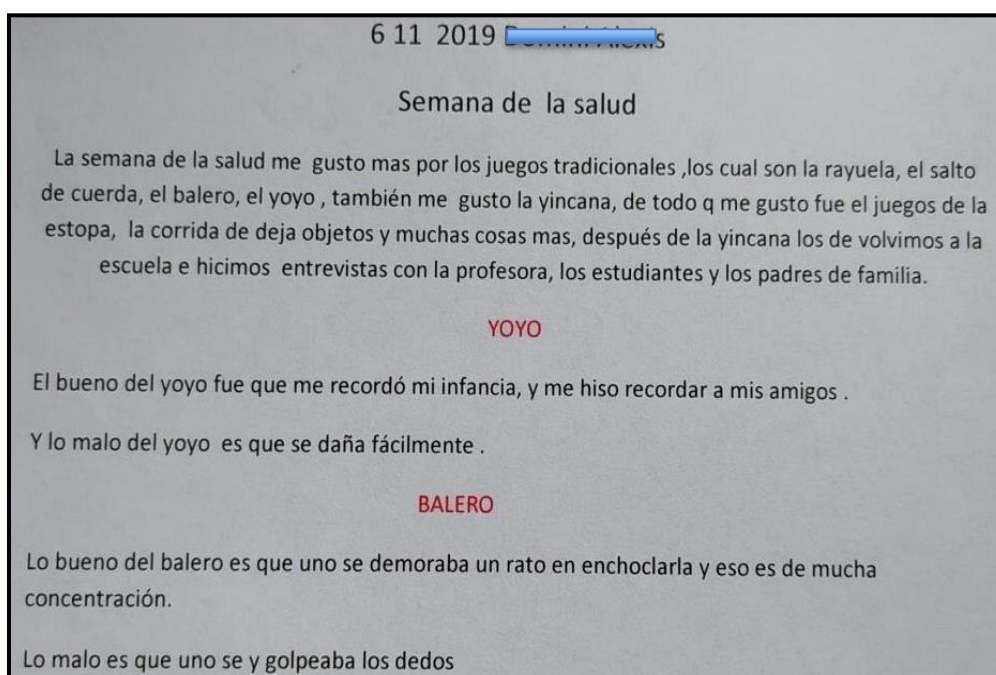 6 11 2019
Semana de la salud
La semana de la salud me gusto mas por los juegos tradicionales ,los cual son la rayuela, el salto
de cuerda, el balero, el yoyo , también me gusto la yincana, de todo q me gusto fue el juegos de la
estopa, la corrida de deja objetos y muchas cosas mas, después de la yincana los de volvimos a la
escuela e hicimos entrevistas con la profesora, los estudiantes y los padres de familia.
YOYO
El bueno del yoyo fue que me recordó mi infancia, y me hiso recordar a mis amigos .
Y lo malo del yoyo es que se daña fácilmente .
BALERO
Lo bueno del balero es que uno se demoraba un rato en enchoclarla y eso es de mucha
concentración.
Lo malo es que uno se y golpeaba los dedos